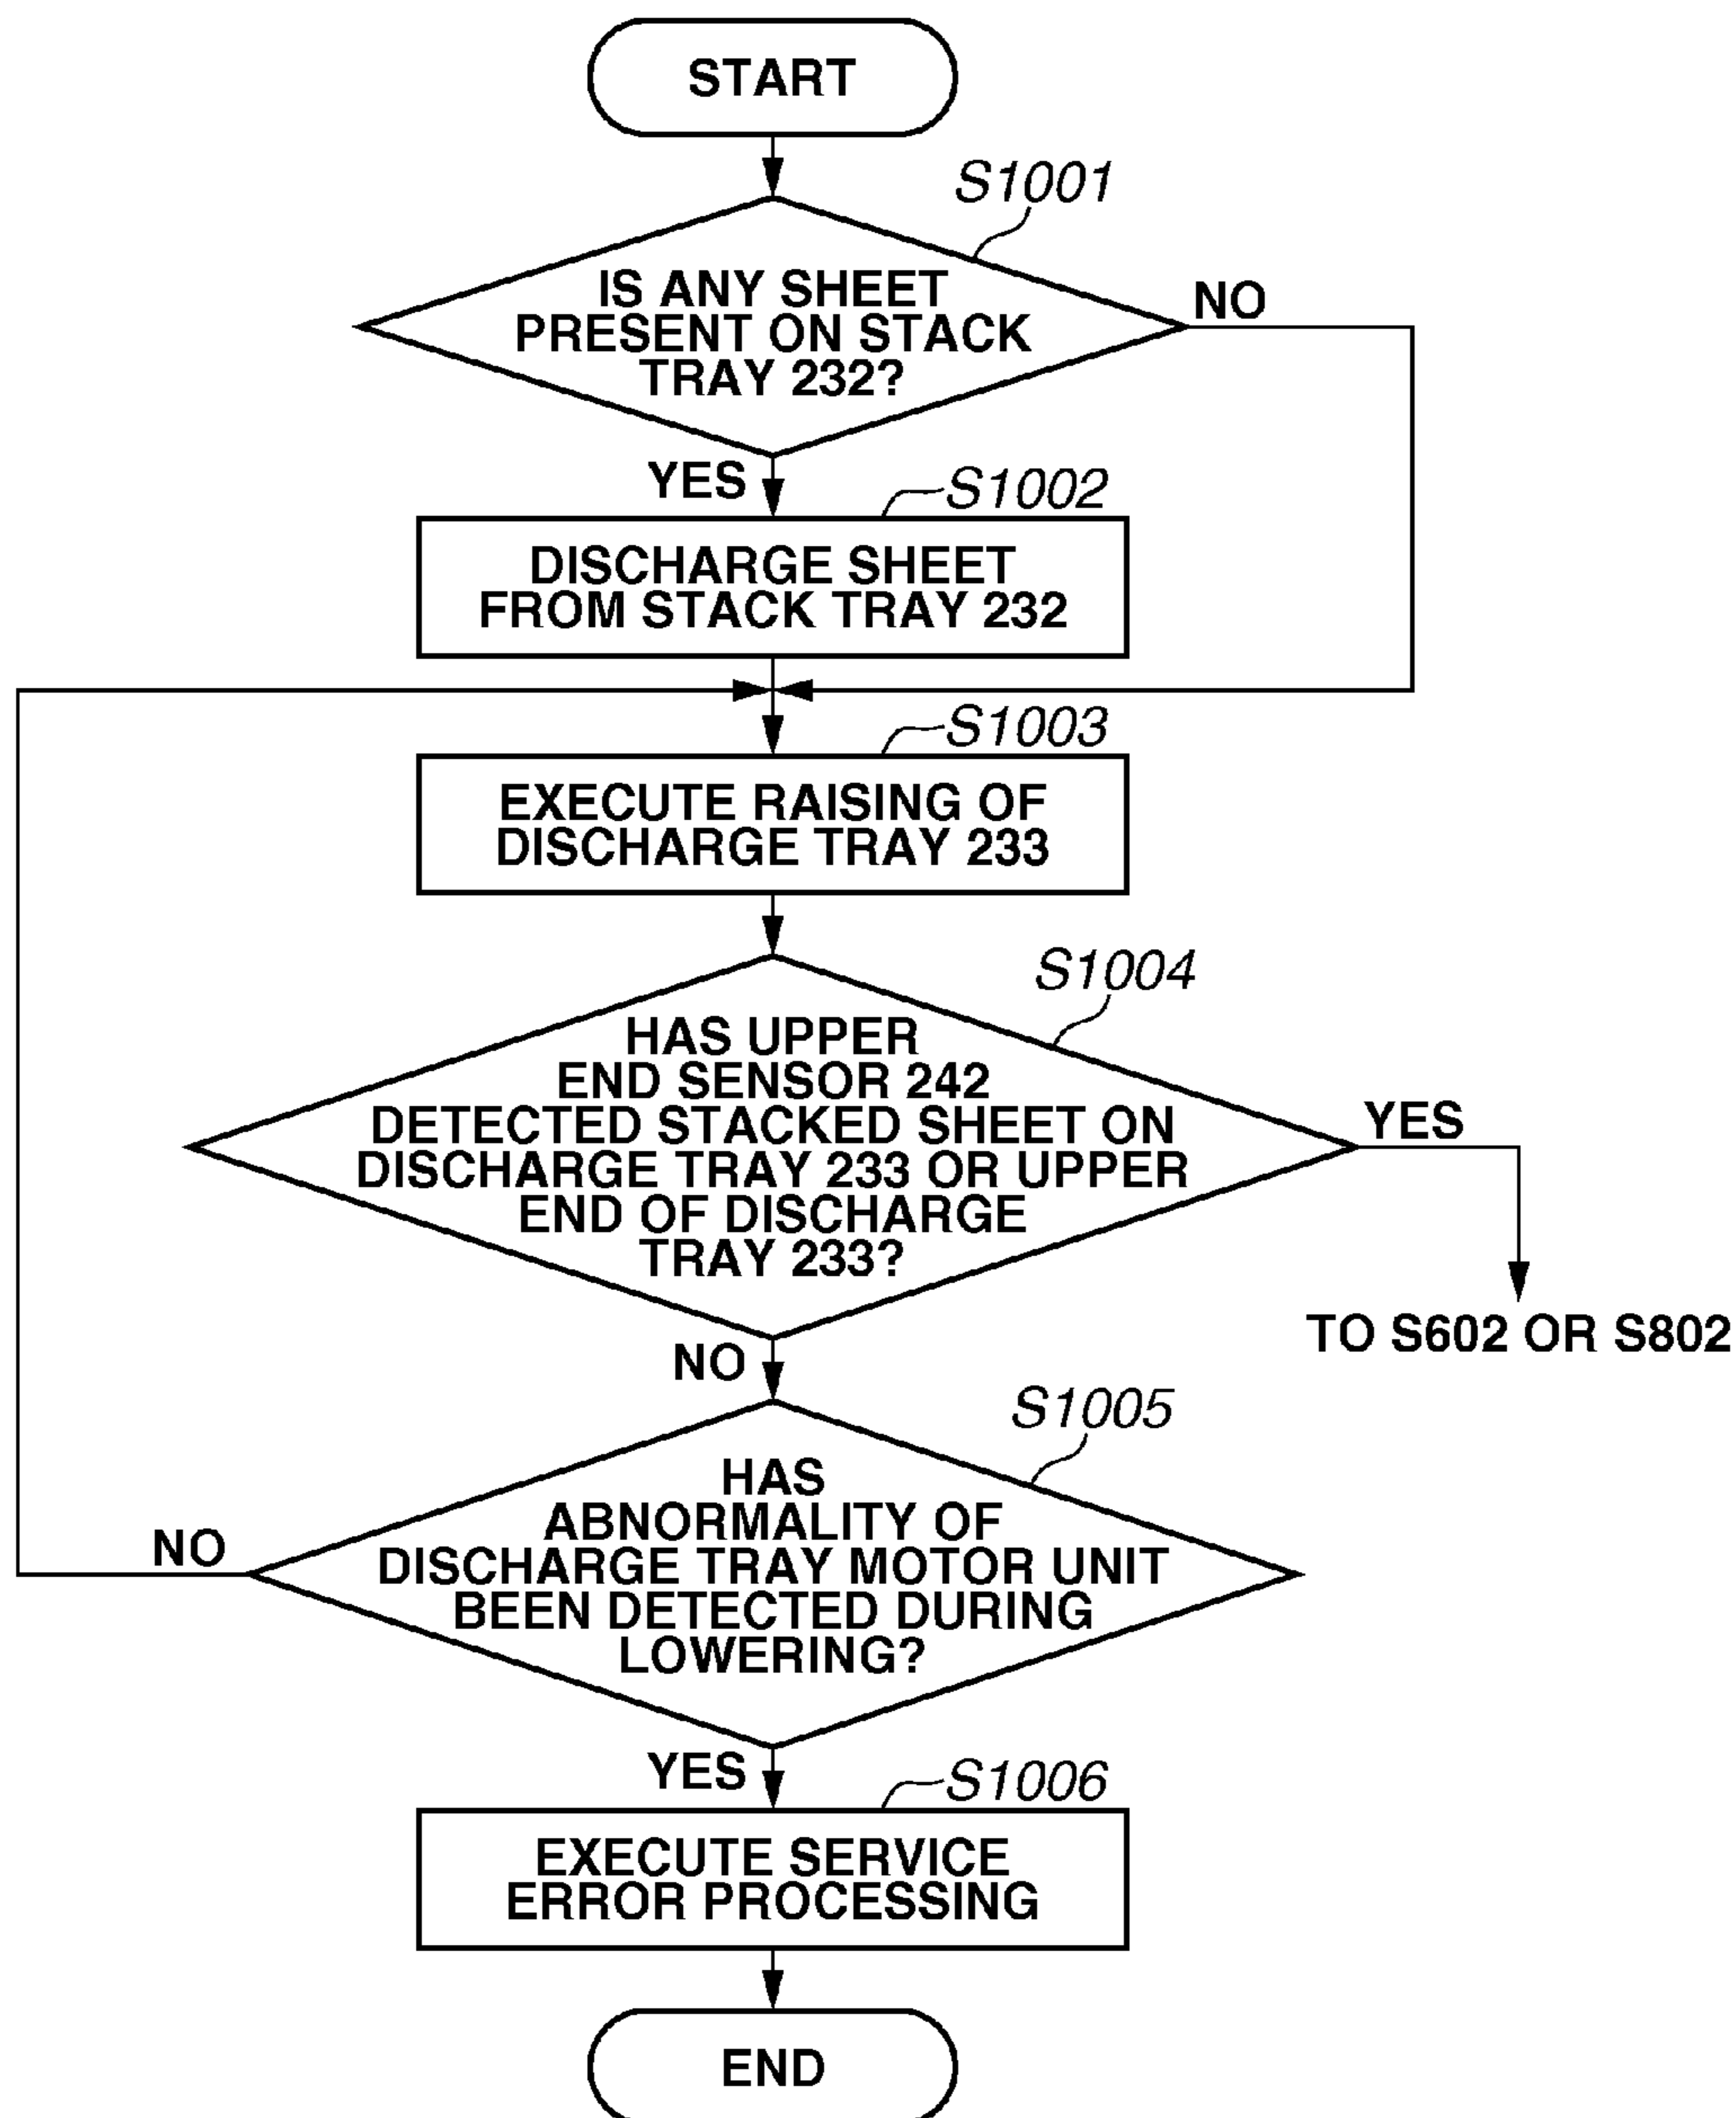 START
S1001
IS ANY SHEET
PRESENT ON STACK
TRAY 232?
NO
YES
S1002
DISCHARGE SHEET
FROM STACK TRAY 232
S1003
EXECUTE RAISING OF
DISCHARGE TRAY 233
S1004
HAS UPPER
END SENSOR 242
DETECTED STACKED SHEET ON
DISCHARGE TRAY 233 OR UPPER
END OF DISCHARGE
TRAY 233?
YES
TO S602 OR S802
NO
S1005
HAS
ABNORMALITY OF
DISCHARGE TRAY MOTOR UNIT
BEEN DETECTED DURING
LOWERING?
NO
YES
S1006
EXECUTE SERVICE
ERROR PROCESSING
END